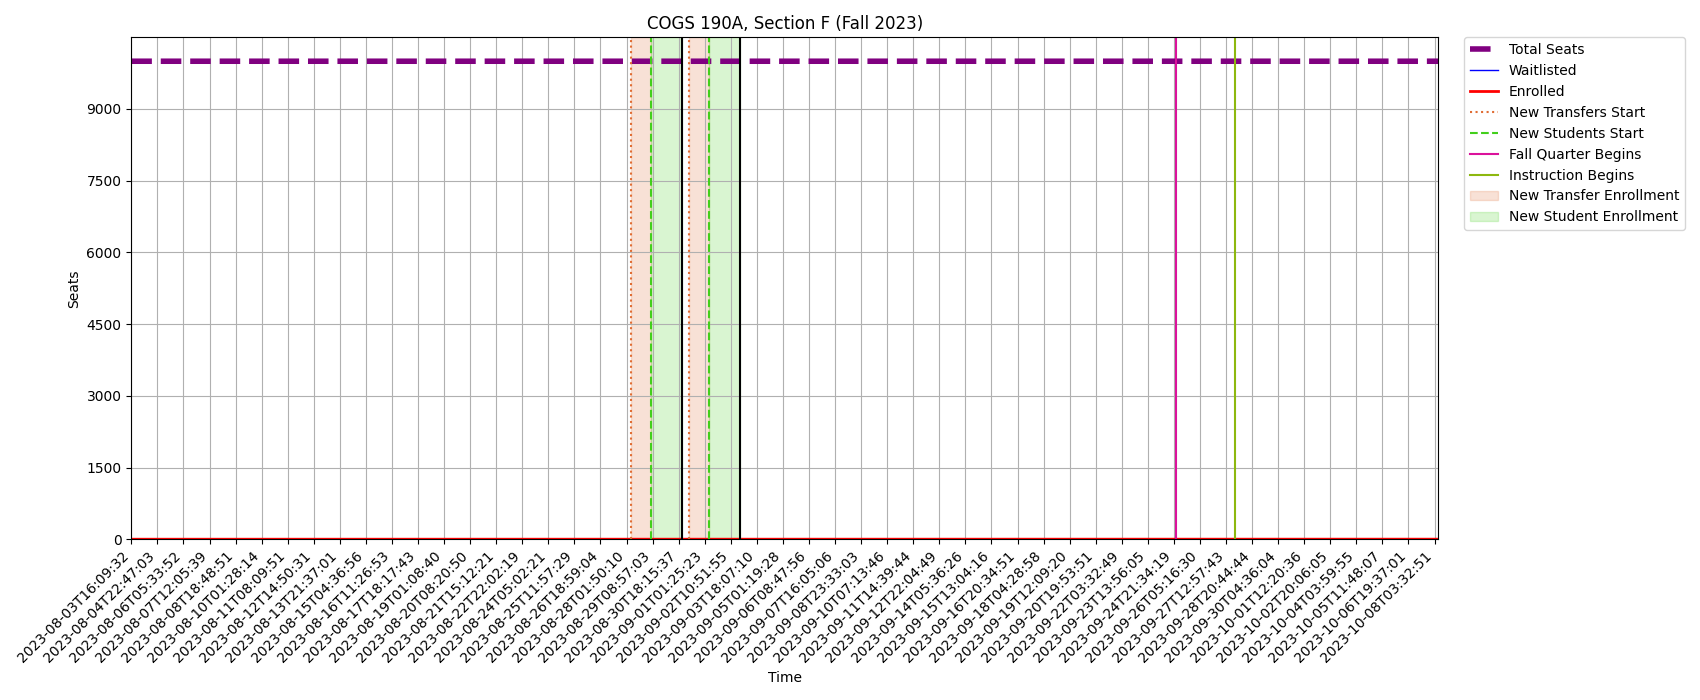 COGS 190A, Section F (Fall 2023)
Total Seats
Waitlisted
Enrolled
New Transfers Start
New Students Start
Fall Quarter Begins
Instruction Begins
New Transfer Enrollment
New Student Enrollment
Seats
9000
7500
6000
4500
3000
1500
0
2023-08-03T16:09:32
2023-08-04T22:47:03
2023-08-06T05:33:52
2023-08-07T12:05:39
2023-08-08T18:48:51
2023-08-10T01:28:14
2023-08-11T08:09:51
2023-08-12T14:50:31
2023-08-13T21:37:01
2023-08-15T04:36:56
2023-08-16T11:26:53
2023-08-17T18:17:43
2023-08-19T01:08:40
2023-08-20T08:20:50
2023-08-21T15:12:21
2023-08-22T22:02:19
2023-08-24T05:02:21
2023-08-25T11:57:29
2023-08-26T18:59:04
2023-08-28T01:50:10
2023-08-29T08:57:03
2023-08-30T18:15:37
2023-09-01T01:25:23
2023-09-02T10:51:55
2023-09-03T18:07:10
2023-09-05T01:19:28
2023-09-06T08:47:56
2023-09-07T16:05:06
2023-09-08T23:33:03
2023-09-10T07:13:46
2023-09-11T14:39:44
2023-09-12T22:04:49
2023-09-14T05:36:26
2023-09-15T13:04:16
2023-09-16T20:34:51
2023-09-18T04:28:58
2023-09-19T12:09:20
2023-09-20T19:53:51
2023-09-22T03:32:49
2023-09-23T13:56:05
2023-09-24T21:34:19
2023-09-26T05:16:30
2023-09-27T12:57:43
2023-09-28T20:44:44
2023-09-30T04:36:04
2023-10-01T12:20:36
2023-10-02T20:06:05
2023-10-04T03:59:55
2023-10-05T11:48:07
2023-10-06T19:37:01
2023-10-08T03:32:51
Time